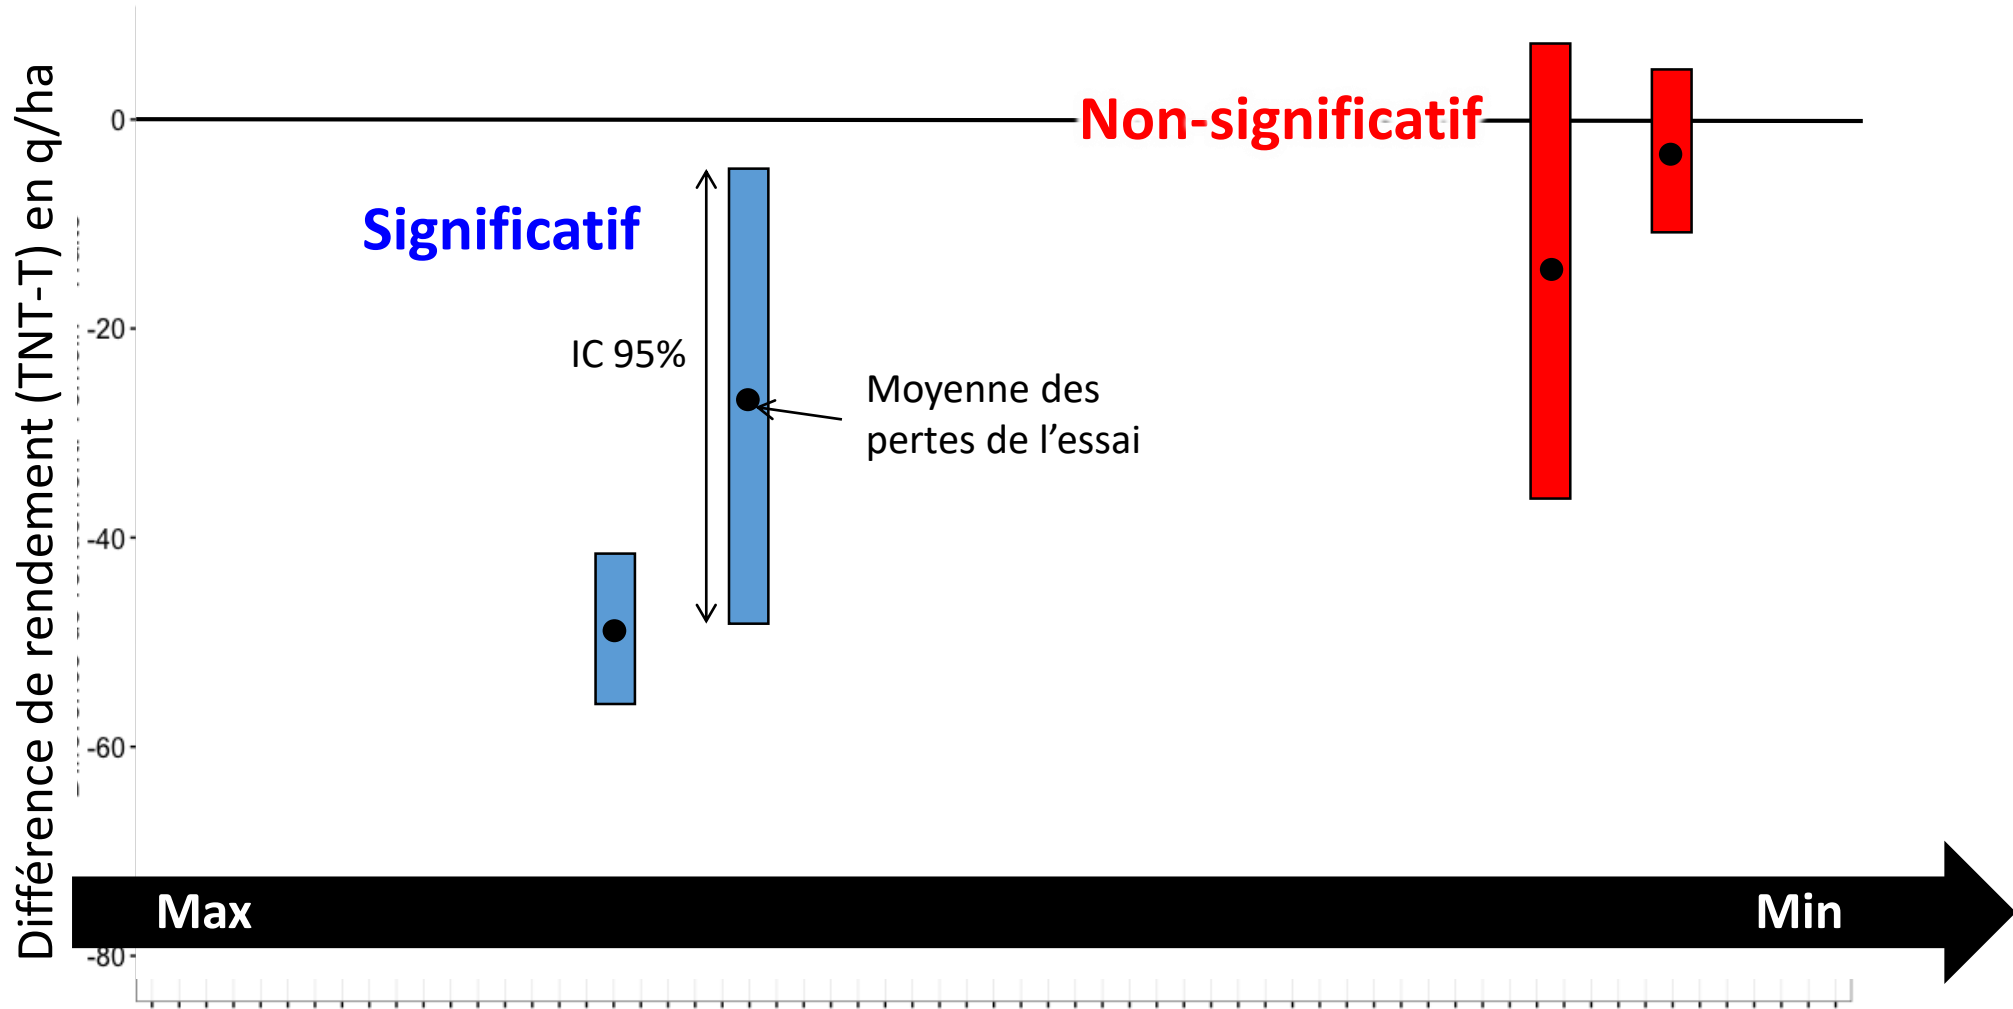 Différence de rendement (TNT-T) en q/ha
0
-20
-40
-60
-80
Significatif
Non-significatif
IC 95%
Moyenne des
pertes de l’essai
Max
Min